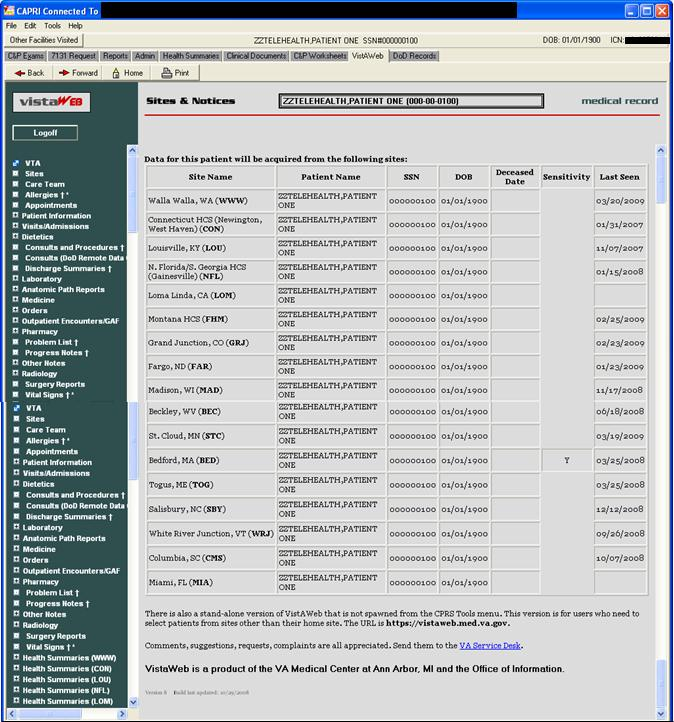 CAPRI Connected To
File Edit Tools Help
Other Facilities Visited ZZTELEHEALTH,PATIENT ONE SSN#000000100 DOB: 01/01/1900 ICN:
C&P Exams 7131 Request Reports Admin Health Summaries Clinical Documents C&P Worksheets VistAWeb DoD Records
Back Forward Home Print
vistaWEB
Logoff
VTA
Sites
Care Team
Allergies † *
Appointments
Patient Information
Visits/Admissions
Dietetics
Consults and Procedures †
Consults (DoD Remote Data
Discharge Summaries †
Laboratory
Anatomic Path Reports
Medicine
Orders
Outpatient Encounters/GAF
Pharmacy
Problem List †
Progress Notes †
Other Notes
Radiology
Surgery Reports
Vital Signs † *
VTA
Sites
Care Team
Allergies † *
Appointments
Patient Information
Visits/Admissions
Dietetics
Consults and Procedures †
Consults (DoD Remote Data
Discharge Summaries †
Laboratory
Anatomic Path Reports
Medicine
Orders
Outpatient Encounters/GAF
Pharmacy
Problem List †
Progress Notes †
Other Notes
Radiology
Surgery Reports
Vital Signs † *
Health Summaries (WWW)
Health Summaries (CON)
Health Summaries (LOU)
Health Summaries (NFL)
Health Summaries (LOM)
Sites & Notices ZZTELEHEALTH,PATIENT ONE (000-00-0100) medical record
Data for this patient will be acquired from the following sites:
Site Name Patient Name SSN DOB Deceased Date Sensitivity Last Seen
Walla Walla, WA (WWW) ZZTELEHEALTH,PATIENT ONE 000000100 01/01/1900 03/20/2009
Connecticut HCS (Newington, West Haven) (CON) ZZTELEHEALTH,PATIENT ONE 000000100 01/01/1900 01/31/2007
Louisville, KY (LOU) ZZTELEHEALTH,PATIENT ONE 000000100 01/01/1900 11/07/2007
N. Florida/S. Georgia HCS (Gainesville) (NFL) ZZTELEHEALTH,PATIENT ONE 000000100 01/01/1900 01/15/2008
Loma Linda, CA (LOM) ZZTELEHEALTH,PATIENT ONE 000000100 01/01/1900
Montana HCS (FHM) ZZTELEHEALTH,PATIENT ONE 000000100 01/01/1900 02/25/2009
Grand Junction, CO (GRJ) ZZTELEHEALTH,PATIENT ONE 000000100 01/01/1900 02/23/2009
Fargo, ND (FAR) ZZTELEHEALTH,PATIENT ONE 000000100 01/01/1900 01/23/2009
Madison, WI (MAD) ZZTELEHEALTH,PATIENT ONE 000000100 01/01/1900 11/17/2008
Beckley, WV (BEC) ZZTELEHEALTH,PATIENT ONE 000000100 01/01/1900 06/18/2008
St. Cloud, MN (STC) ZZTELEHEALTH,PATIENT ONE 000000100 01/01/1900 03/19/2009
Bedford, MA (BED) ZZTELEHEALTH,PATIENT ONE 000000100 01/01/1900 Y 03/25/2008
Togus, ME (TOG) ZZTELEHEALTH,PATIENT ONE 000000100 01/01/1900 03/25/2008
Salisbury, NC (SBY) ZZTELEHEALTH,PATIENT ONE 000000100 01/01/1900 12/12/2008
White River Junction, VT (WRJ) ZZTELEHEALTH,PATIENT ONE 000000100 01/01/1900 09/26/2008
Columbia, SC (CMS) ZZTELEHEALTH,PATIENT ONE 000000100 01/01/1900 10/07/2008
Miami, FL (MIA) ZZTELEHEALTH,PATIENT ONE 000000100 01/01/1900
There is also a stand-alone version of VistAWeb that is not spawned from the CPRS Tools menu. This version is for users who need to
select patients from sites other than their home site. The URL is https://vistaweb.med.va.gov.
Comments, suggestions, requests, complaints are all appreciated. Send them to the VA Service Desk.
VistaWeb is a product of the VA Medical Center at Ann Arbor, MI and the Office of Information.
Version 8 Build last updated: 10/29/2008